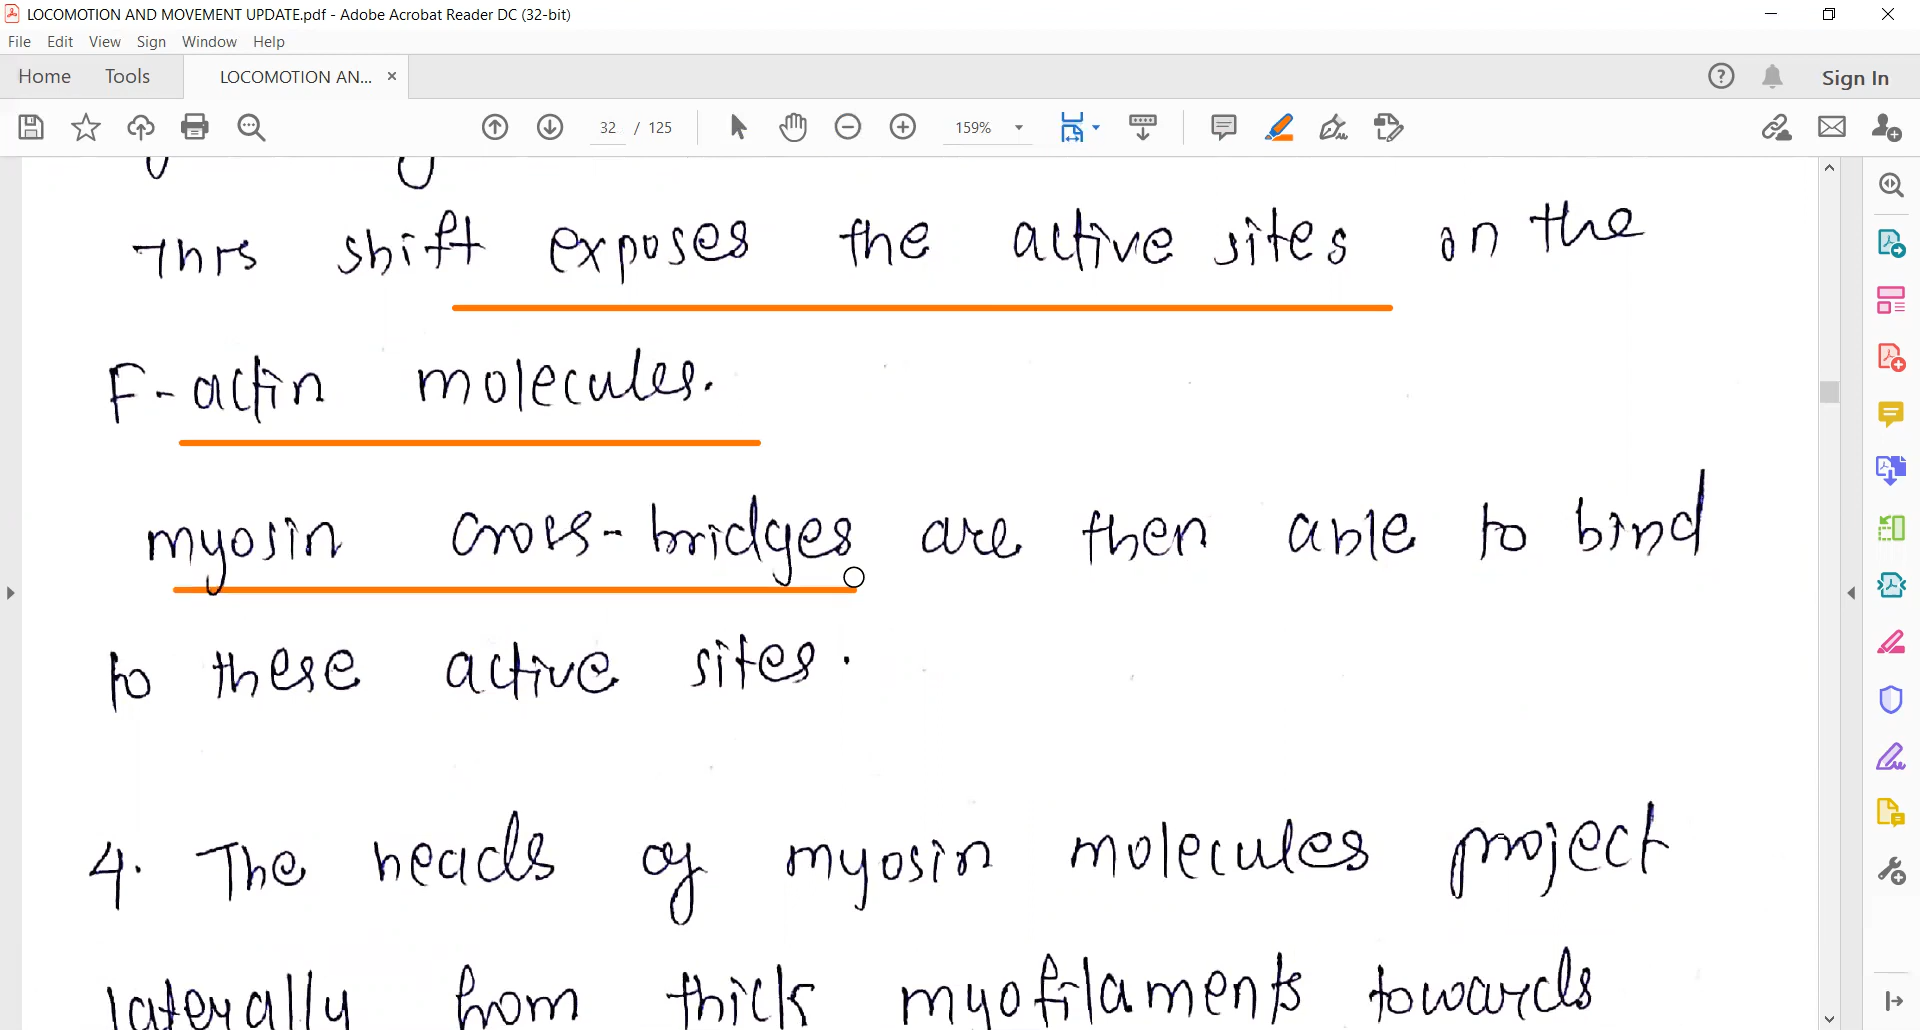 LOCOMOTION AND MOVEMENT UPDATE.pdf - Adobe Acrobat Reader DC (32-bit)
File Edit View Sign Window Help
Home Tools LOCOMOTION AN... × Sign In
32 / 125 159%
This shift exposes the active sites on the
F-actin molecules.
myosin cross-bridges are then able to bind
to these active sites.
4. The heads of myosin molecules project
laterally from thick myofilaments towards